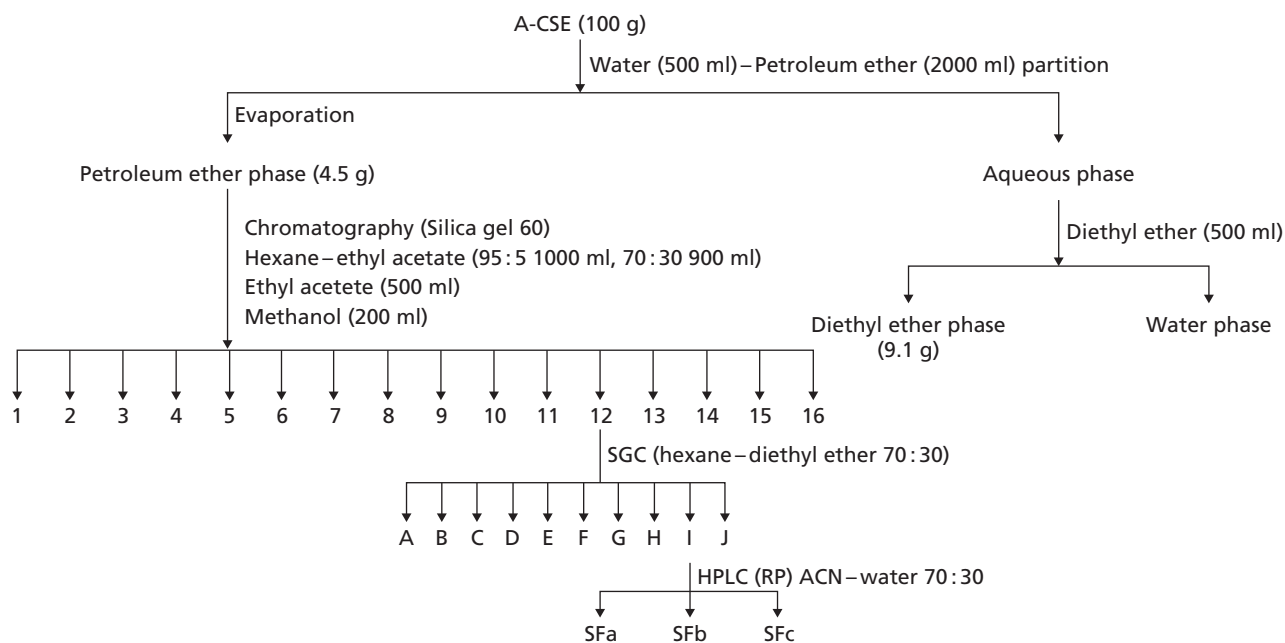 A-CSE (100 g)
Water (500 ml)–Petroleum ether (2000 ml) partition
Evaporation
Petroleum ether phase (4.5 g)
Aqueous phase
Chromatography (Silica gel 60)
Hexane–ethyl acetate (95:5 1000 ml, 70:30 900 ml)
Ethyl acetete (500 ml)
Methanol (200 ml)
Diethyl ether (500 ml)
Diethyl ether phase
(9.1 g)
Water phase
1 2 3 4 5 6 7 8 9 10 11 12 13 14 15 16
SGC (hexane–diethyl ether 70:30)
A B C D E F G H I J
HPLC (RP) ACN–water 70:30
SFa SFb SFc